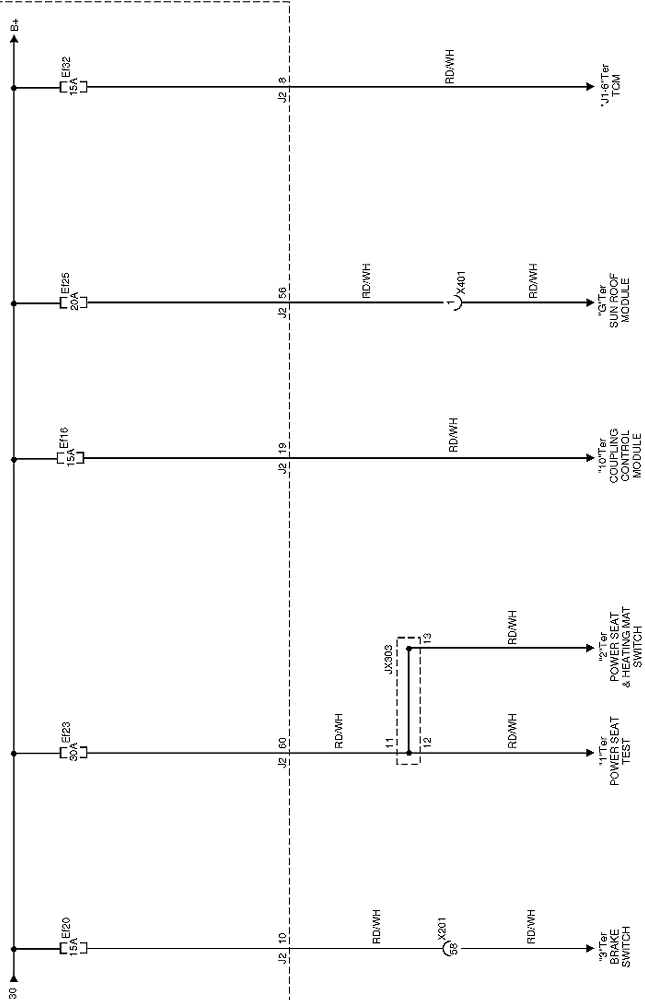 B+
Ef32
15A
J2
8
RD/WH
"J1-6"Ter
TCM
Ef25
20A
J2
56
RD/WH
1
X401
RD/WH
"G"Ter
SUN ROOF
MODULE
Ef16
15A
J2
19
RD/WH
"10"Ter
COUPLING
CONTROL
MODULE
JX303
13
RD/WH
"2"Ter
POWER SEAT
& HEATING MAT
SWITCH
Ef23
30A
J2
60
RD/WH
11
12
RD/WH
"1"Ter
POWER SEAT
TEST
Ef20
15A
J2
10
RD/WH
X201
58
RD/WH
"3"Ter
BRAKE
SWITCH
30